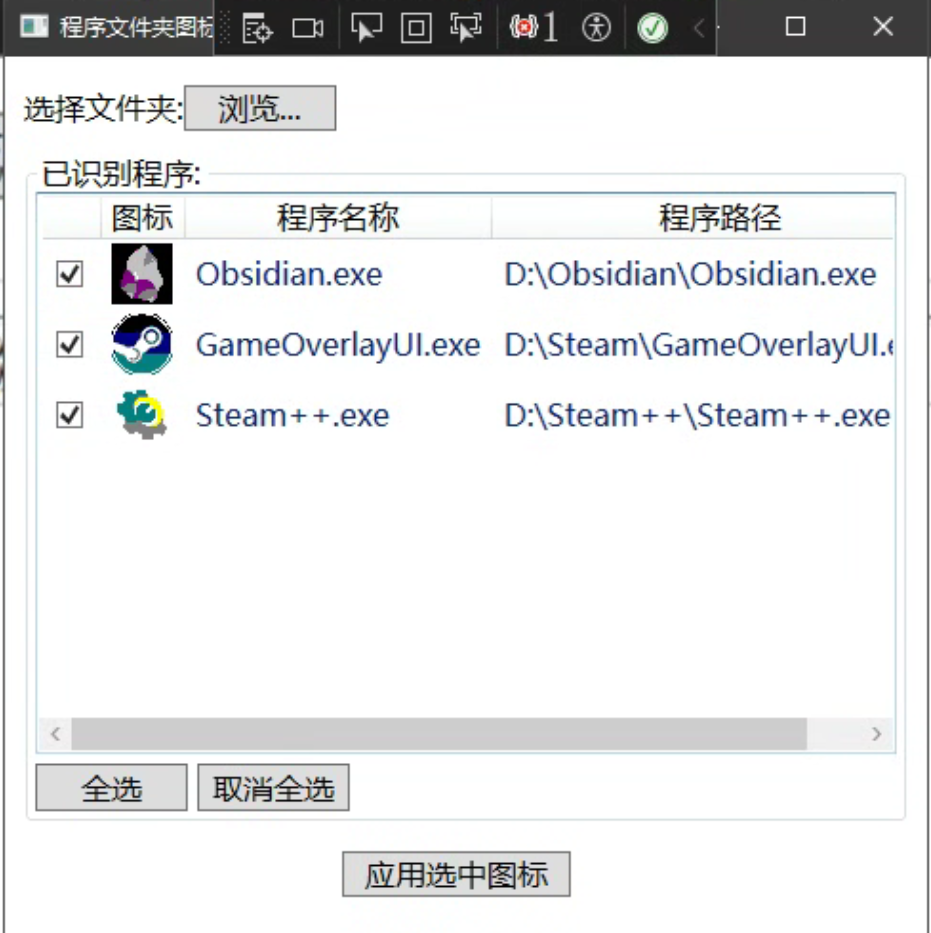 程序文件夹图标
1
选择文件夹: 浏览...
已识别程序:
图标 程序名称 程序路径
Obsidian.exe D:\Obsidian\Obsidian.exe
GameOverlayUI.exe D:\Steam\GameOverlayUI.e
Steam++.exe D:\Steam++\Steam++.exe
全选 取消全选
应用选中图标